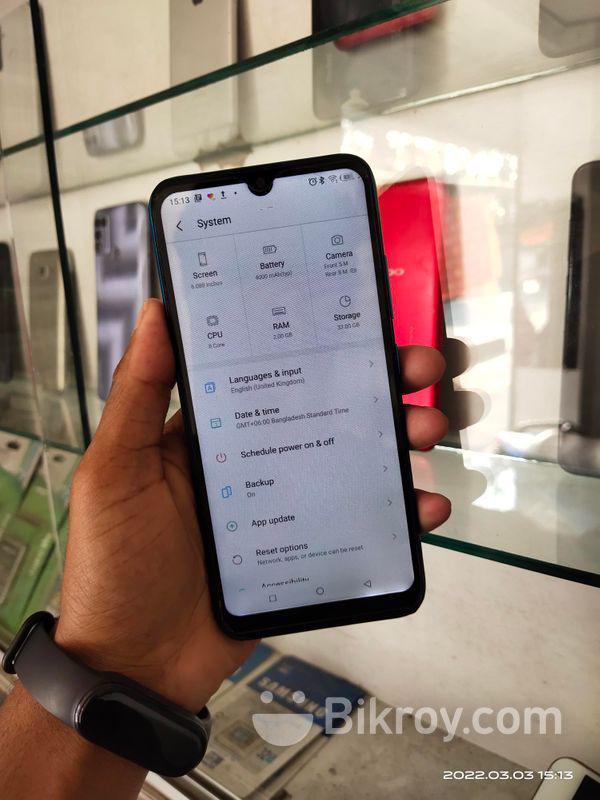 15:13
System
Screen
6.088 inches
Battery
4000 mAh(typ)
Camera
Front 5 M
Rear 8 M
CPU
8 Core
RAM
2.00 GB
Storage
32.00 GB
Languages & input
English (United Kingdom)
Date & time
GMT+06:00 Bangladesh Standard Time
Schedule power on & off
Backup
On
App update
Reset options
Network, apps, or device can be reset
Accessibility
SAMSUNG
Bikroy.com
2022.03.03 15:13